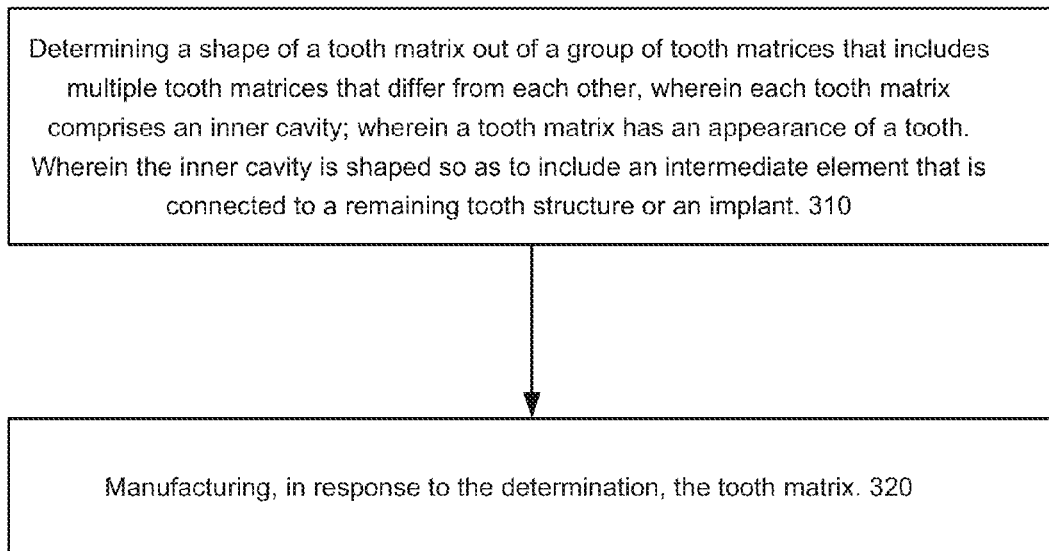 Determining a shape of a tooth matrix out of a group of tooth matrices that includes
multiple tooth matrices that differ from each other, wherein each tooth matrix
comprises an inner cavity; wherein a tooth matrix has an appearance of a tooth.
Wherein the inner cavity is shaped so as to include an intermediate element that is
connected to a remaining tooth structure or an implant. 310
Manufacturing, in response to the determination, the tooth matrix. 320